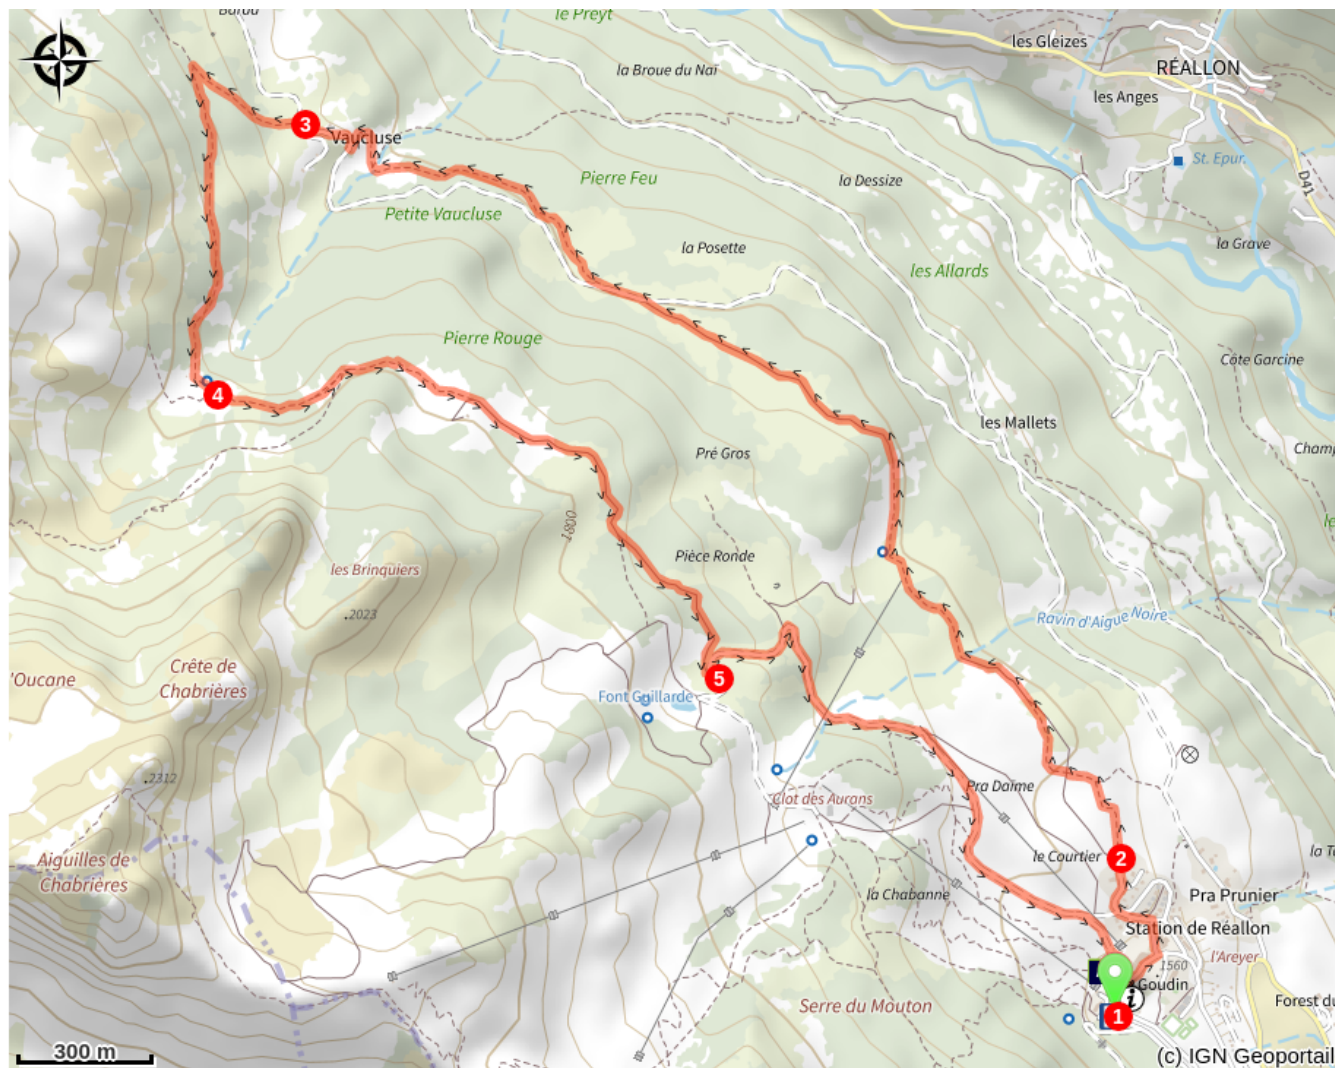 le Preyt
les Gleizes
RÉALLON
la Broue du Naï
les Anges
3
Vaucluse
St. Epur.
Pierre Feu
la Dessize
D41
Petite Vaucluse
la Posette
la Grave
les Allards
Pierre Rouge
Côte Garcine
4
les Mallets
Pré Gros
Champ
1800
Pièce Ronde
les Brinquiers
.2023
Ravin d'Aigue Noire
Crête de
Chabrières
'Oucane
5
Font Guillarde
.2312
Pra Daime
Clot des Aurans
Aiguilles de
Chabrières
le Courtier
2
la Chabanne
Pra Prunier
Station de Réallon
l'Areyer
1560
Goudin
i
Serre du Mouton
Forest du
1
300 m
(c) IGN Geoportail